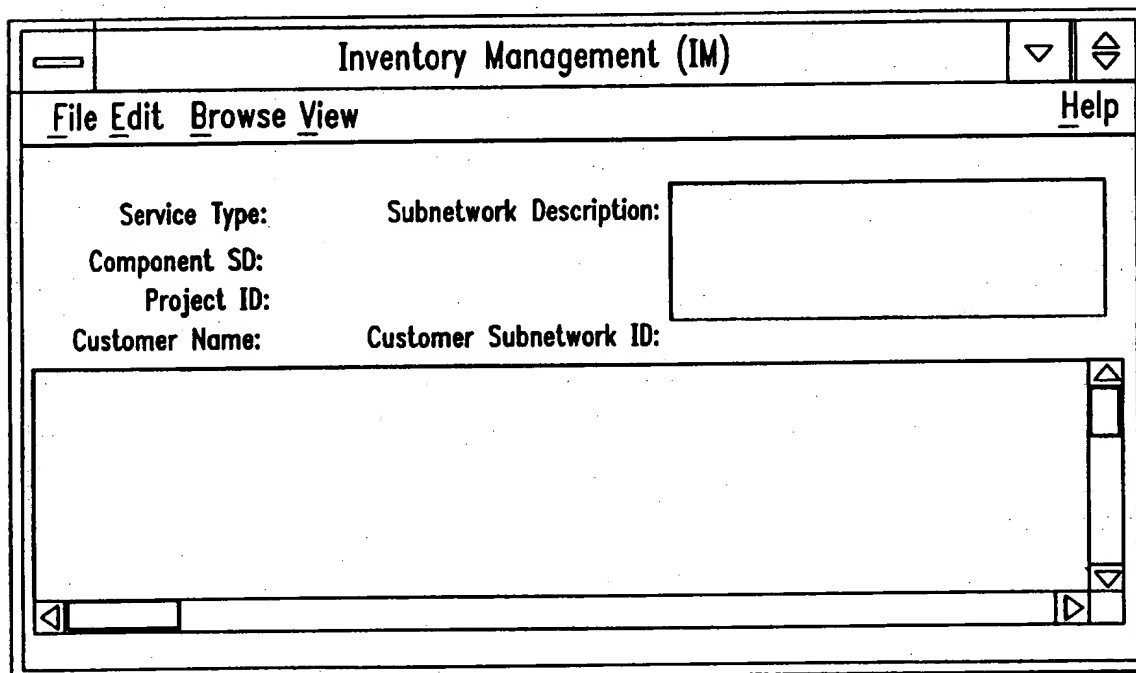 Inventory Management (IM)
File Edit Browse View Help
Service Type: Subnetwork Description:
Component SD:
Project ID:
Customer Name: Customer Subnetwork ID: